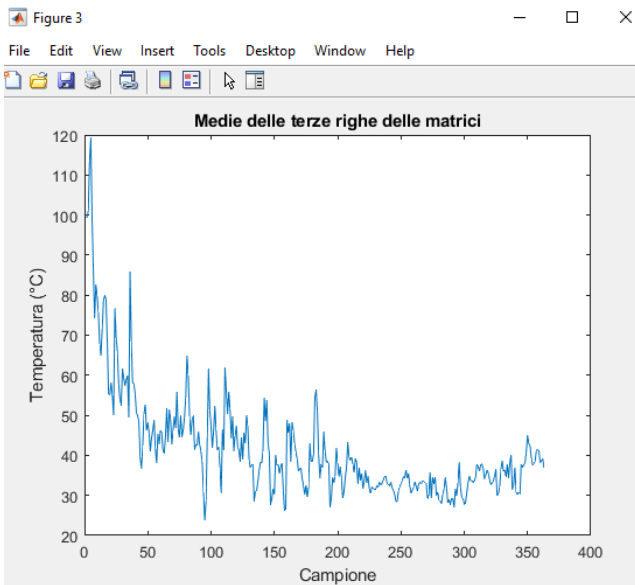 Figure 3
File Edit View Insert Tools Desktop Window Help
Medie delle terze righe delle matrici
120
110
100
90
80
70
60
50
40
30
20
Temperatura (°C)
0 50 100 150 200 250 300 350 400
Campione